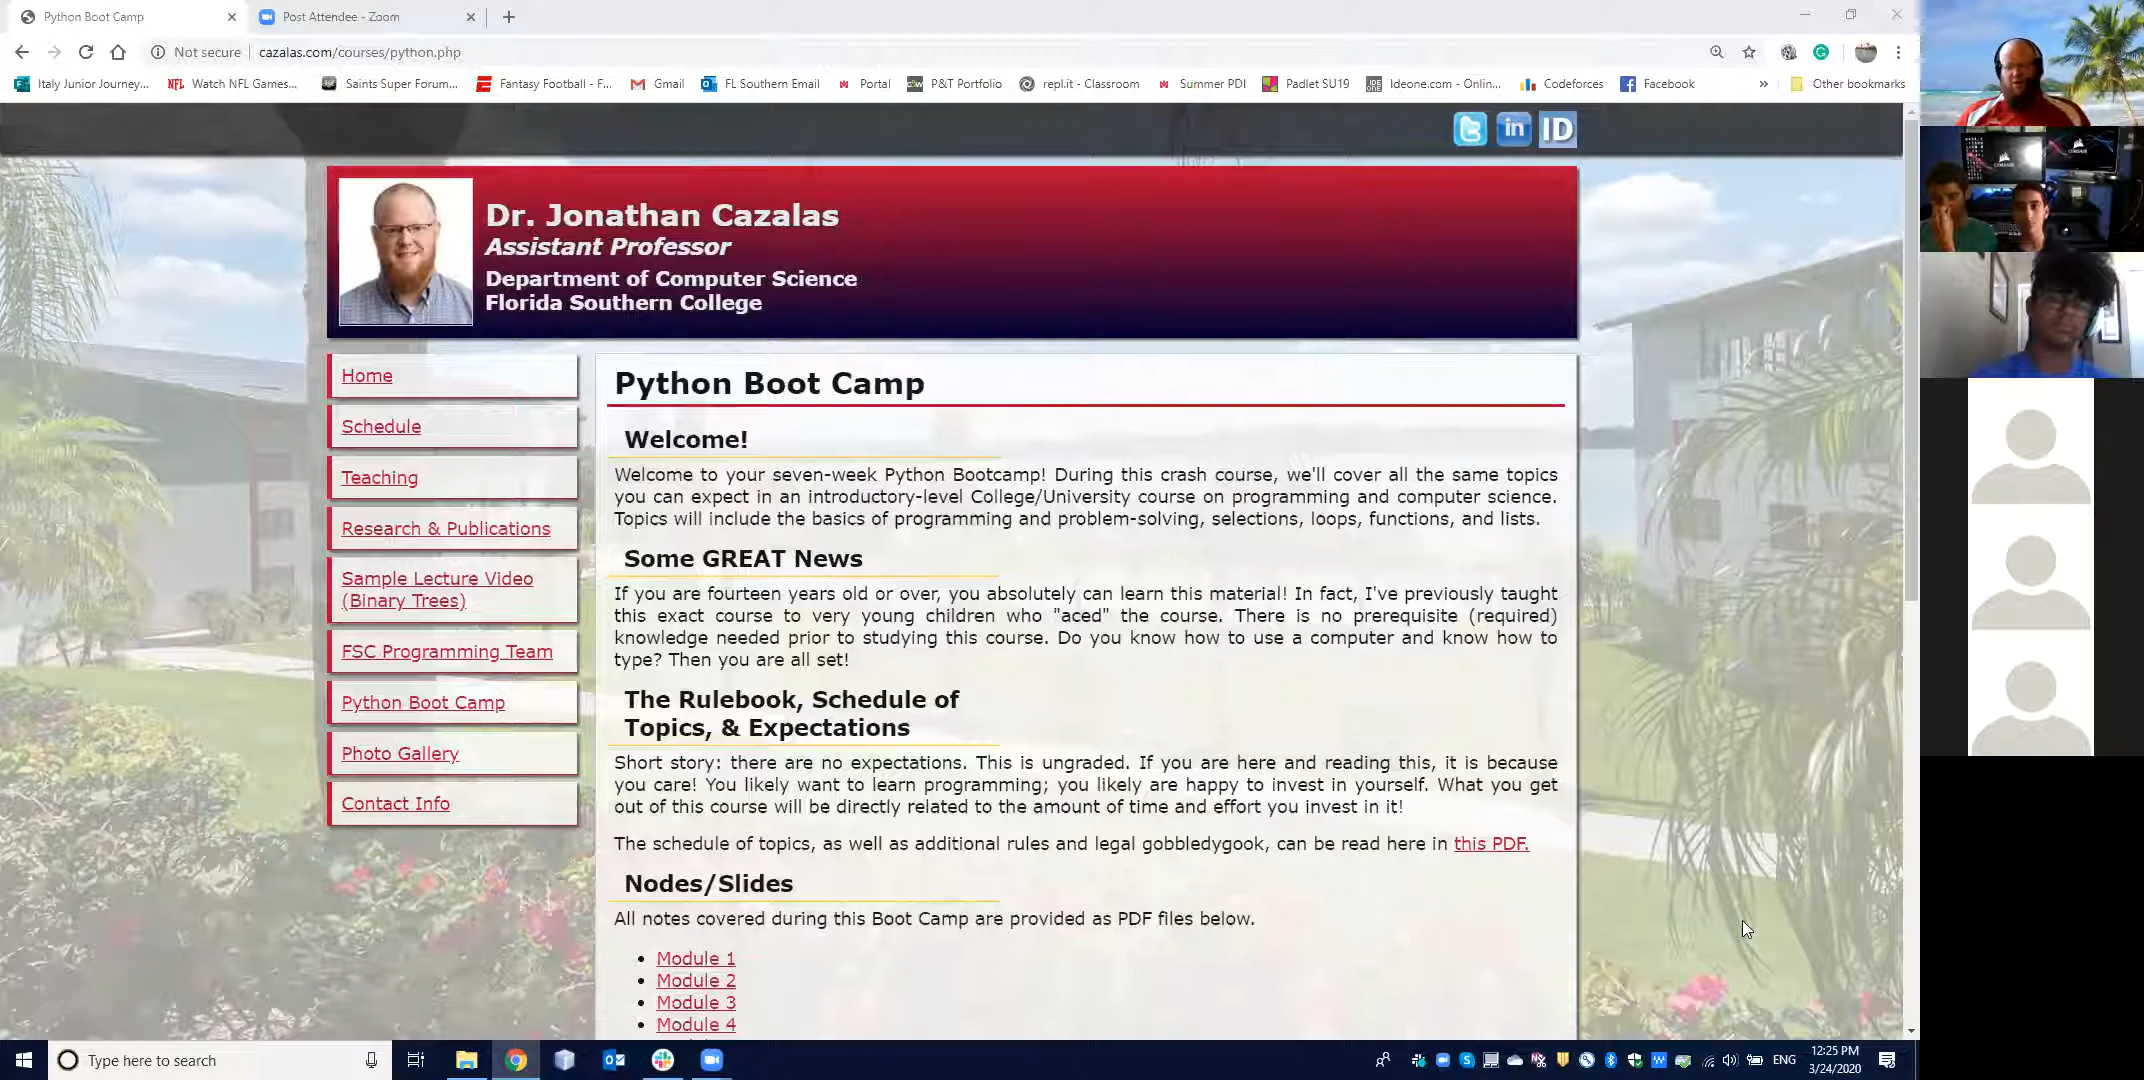 Python Boot Camp
Post Attendee - Zoom
Not secure
cazalas.com/courses/python.php
Italy Junior Journey...
NFL
Watch NFL Games...
Saints Super Forum...
Fantasy Football - F...
Gmail
FL Southern Email
Portal
P&T Portfolio
repl.it - Classroom
Summer PDI
Padlet SU19
Ideone.com - Onlin...
Codeforces
Facebook
»
Other bookmarks
in
ID
Dr. Jonathan Cazalas
Assistant Professor
Department of Computer Science
Florida Southern College
Home
Schedule
Teaching
Research & Publications
Sample Lecture Video
(Binary Trees)
FSC Programming Team
Python Boot Camp
Photo Gallery
Contact Info
Python Boot Camp
Welcome!
Welcome to your seven-week Python Bootcamp! During this crash course, we'll cover all the same topics
you can expect in an introductory-level College/University course on programming and computer science.
Topics will include the basics of programming and problem-solving, selections, loops, functions, and lists.
Some GREAT News
If you are fourteen years old or over, you absolutely can learn this material! In fact, I've previously taught
this exact course to very young children who "aced" the course. There is no prerequisite (required)
knowledge needed prior to studying this course. Do you know how to use a computer and know how to
type? Then you are all set!
The Rulebook, Schedule of
Topics, & Expectations
Short story: there are no expectations. This is ungraded. If you are here and reading this, it is because
you care! You likely want to learn programming; you likely are happy to invest in yourself. What you get
out of this course will be directly related to the amount of time and effort you invest in it!
The schedule of topics, as well as additional rules and legal gobbledygook, can be read here in this PDF.
Nodes/Slides
All notes covered during this Boot Camp are provided as PDF files below.
• Module 1
• Module 2
• Module 3
• Module 4
Type here to search
ENG
12:25 PM
3/24/2020